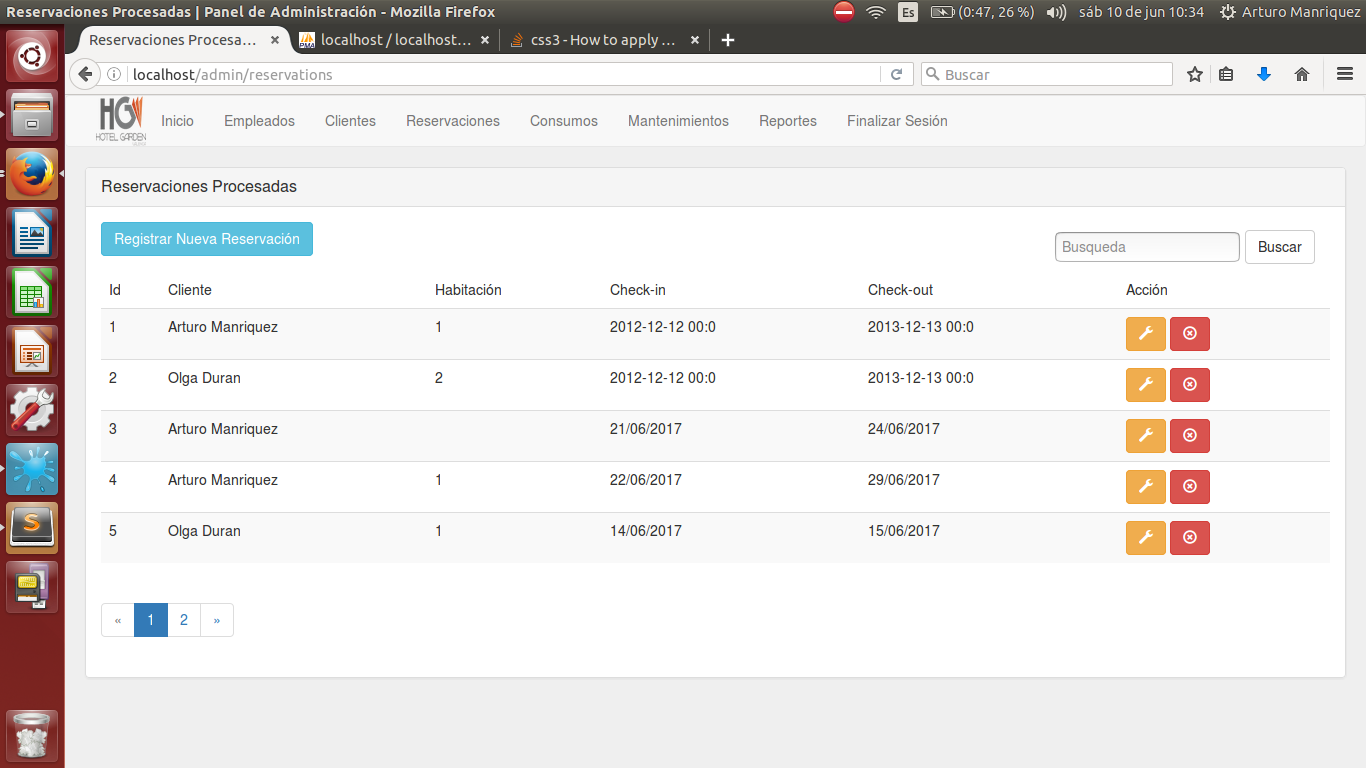 Reservaciones Procesadas | Panel de Administración - Mozilla Firefox
Es (0:47, 26 %) sáb 10 de jun 10:34 Arturo Manriquez
Reservaciones Procesa... localhost / localhost... css3 - How to apply ...
localhost/admin/reservations Buscar
HG HOTEL GARDEN Inicio Empleados Clientes Reservaciones Consumos Mantenimientos Reportes Finalizar Sesión
Reservaciones Procesadas
Registrar Nueva Reservación Busqueda Buscar
Id Cliente Habitación Check-in Check-out Acción
1 Arturo Manriquez 1 2012-12-12 00:0 2013-12-13 00:0
2 Olga Duran 2 2012-12-12 00:0 2013-12-13 00:0
3 Arturo Manriquez 21/06/2017 24/06/2017
4 Arturo Manriquez 1 22/06/2017 29/06/2017
5 Olga Duran 1 14/06/2017 15/06/2017
« 1 2 »